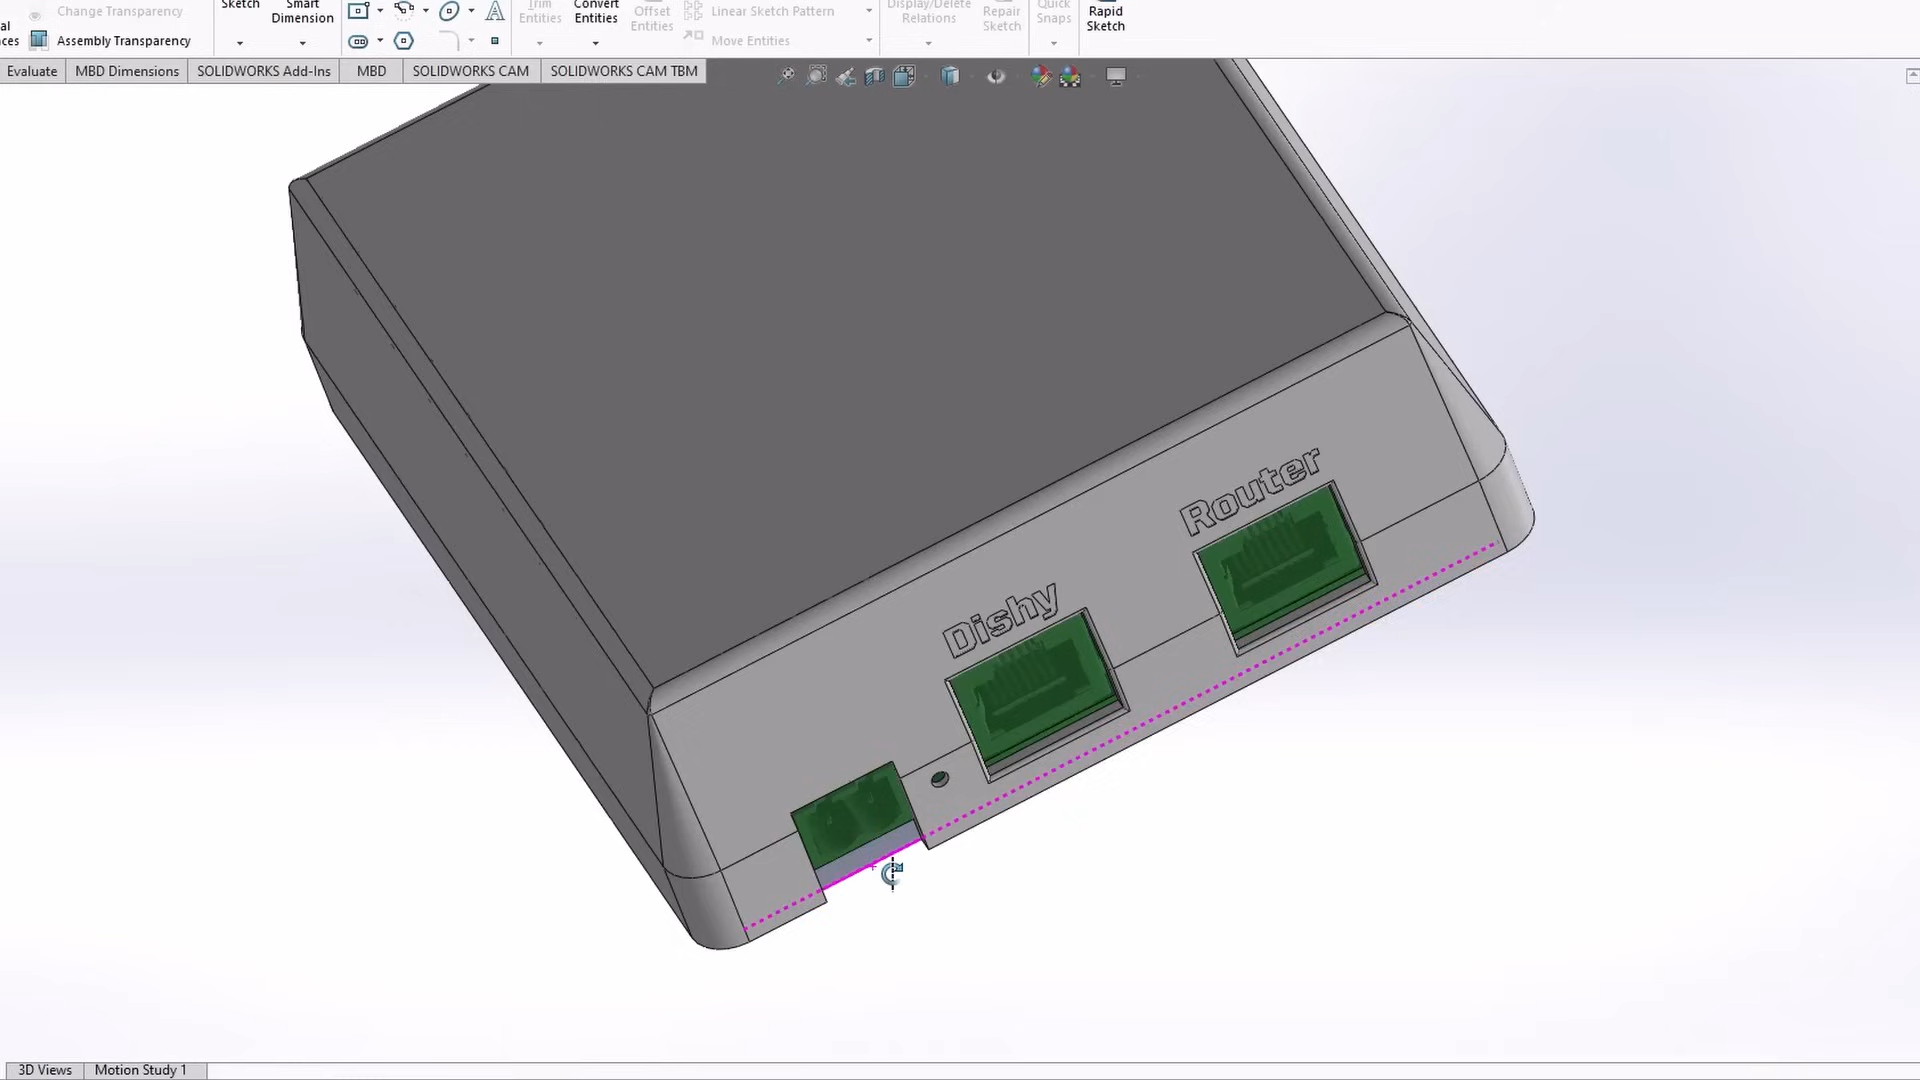 Sketch
Smart
Dimension
Trim
Entities
Convert
Entities
Offset
Entities
Linear Sketch Pattern
Move Entities
Display/Delete
Relations
Repair
Sketch
Quick
Snaps
Rapid
Sketch
Change Transparency
Assembly Transparency
Evaluate
MBD Dimensions
SOLIDWORKS Add-Ins
MBD
SOLIDWORKS CAM
SOLIDWORKS CAM TBM
Router
Dishy
3D Views
Motion Study 1